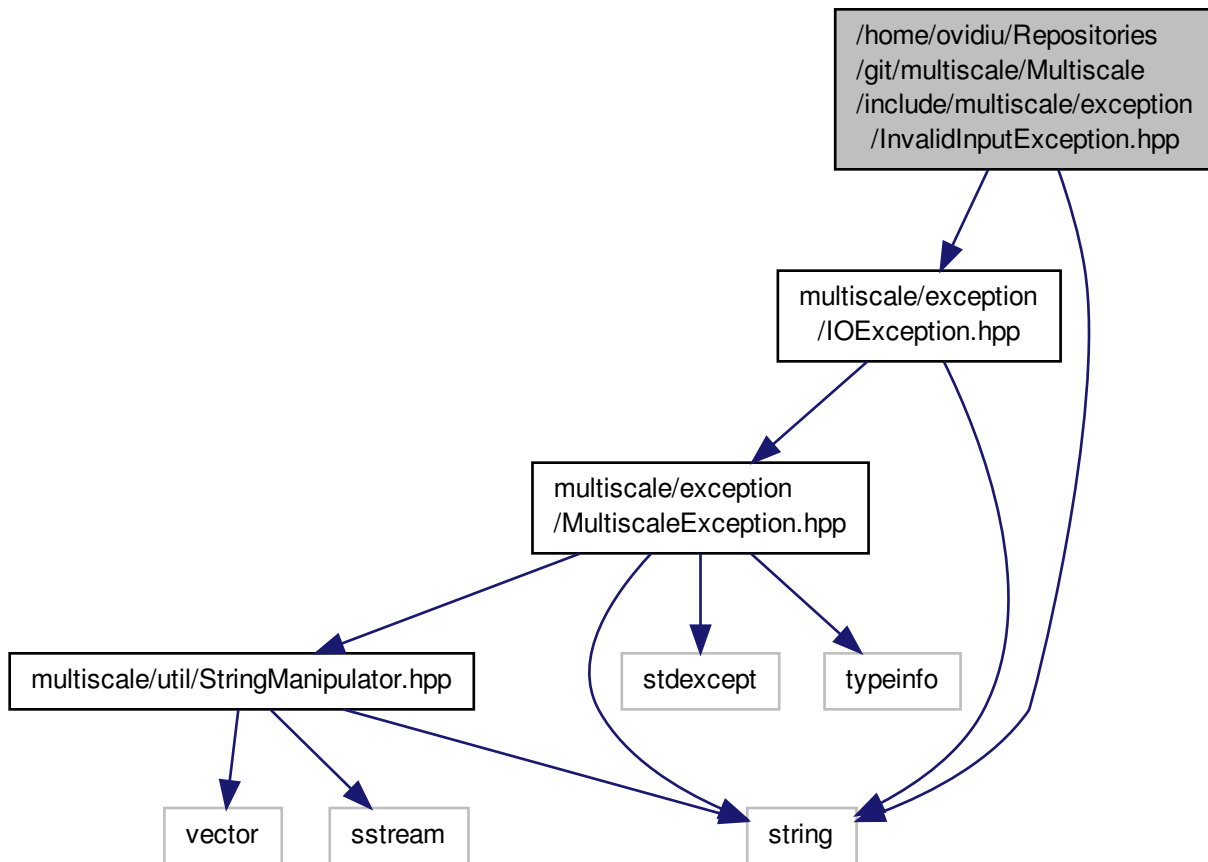 /home/ovidiu/Repositories
/git/multiscale/Multiscale
/include/multiscale/exception
/InvalidInputException.hpp
multiscale/exception
/IOException.hpp
multiscale/exception
/MultiscaleException.hpp
multiscale/util/StringManipulator.hpp
stdexcept
typeinfo
vector
sstream
string